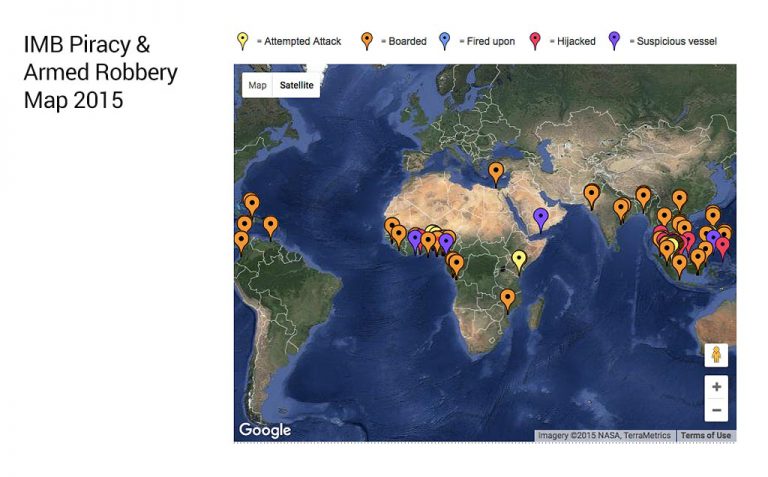 IMB Piracy &
Armed Robbery
Map 2015
= Attempted Attack = Boarded = Fired upon = Hijacked = Suspicious vessel
Map Satellite
+
−
Google
Imagery ©2015 NASA, TerraMetrics Terms of Use